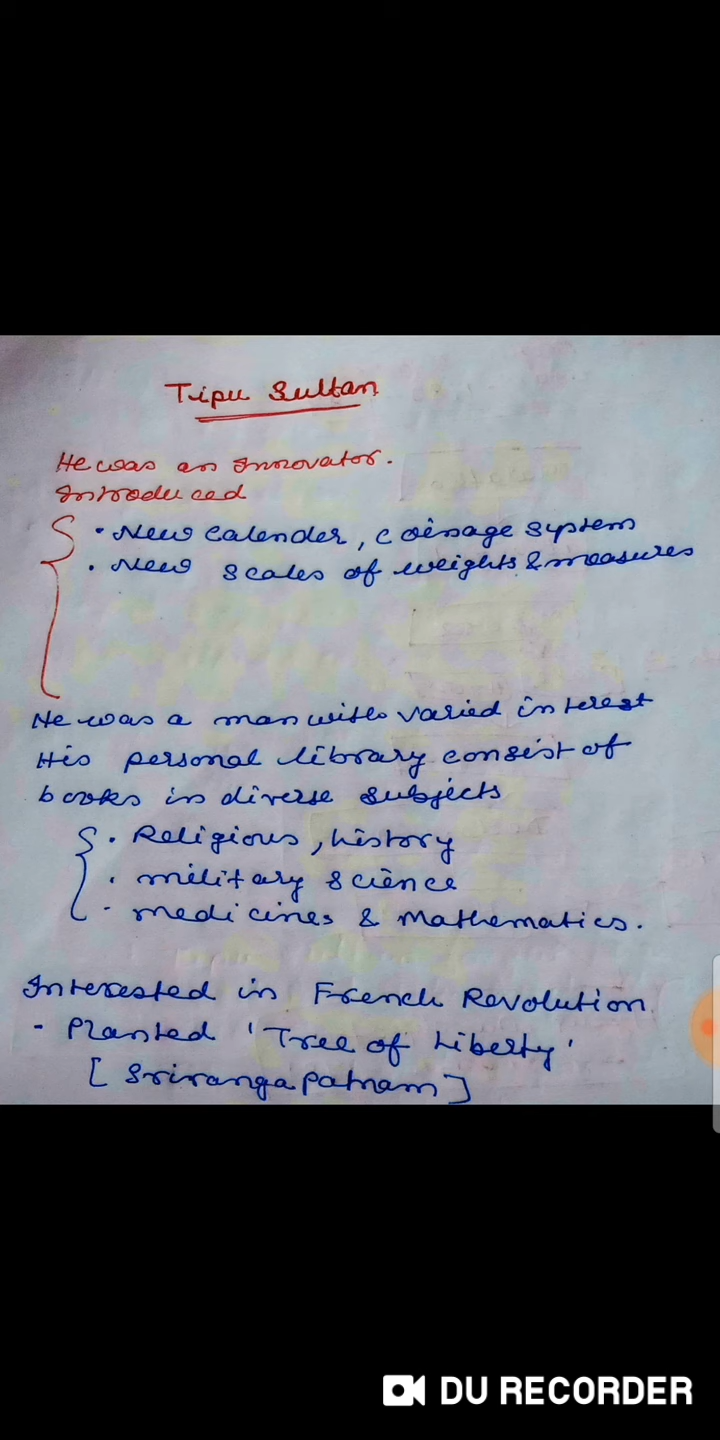 Tipu Sultan
He was an Innovator.
Introduced
• New Calender, coinage system
• New scales of weights & measures
He was a man with varied interest
His personal library consist of
books in diverse subjects
• Religious, history
• military science
- medicines & Mathematics.
Interested in French Revolution
- Planted 'Tree of Liberty'
[Srirangapatnam]
DU RECORDER